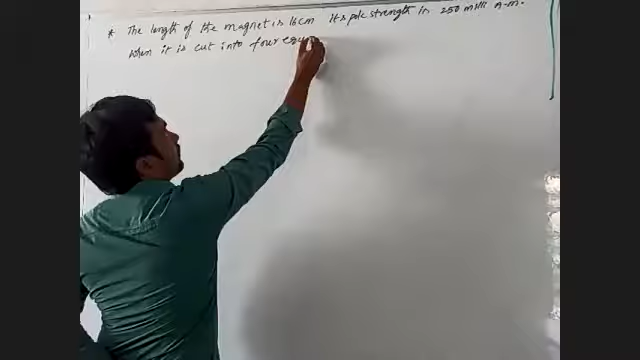 * The length of the magnet is 16cm its pole strength is 250 milli A-m.
When it is cut into four equa